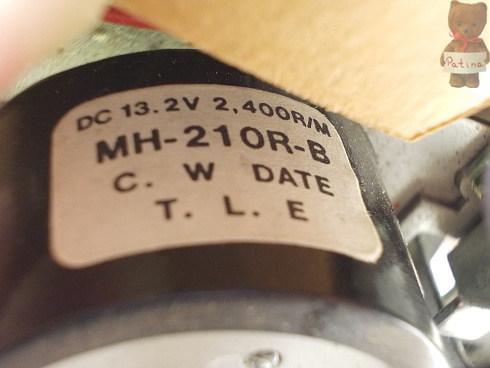 Patina
DC 13.2V 2,400R/M
MH-210R-B
C. W DATE
T. L. E